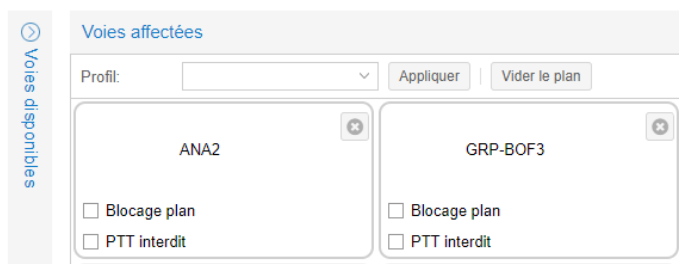 Voies disponibles
Voies affectées
Profil: Appliquer Vider le plan
ANA2
Blocage plan
PTT interdit
GRP-BOF3
Blocage plan
PTT interdit